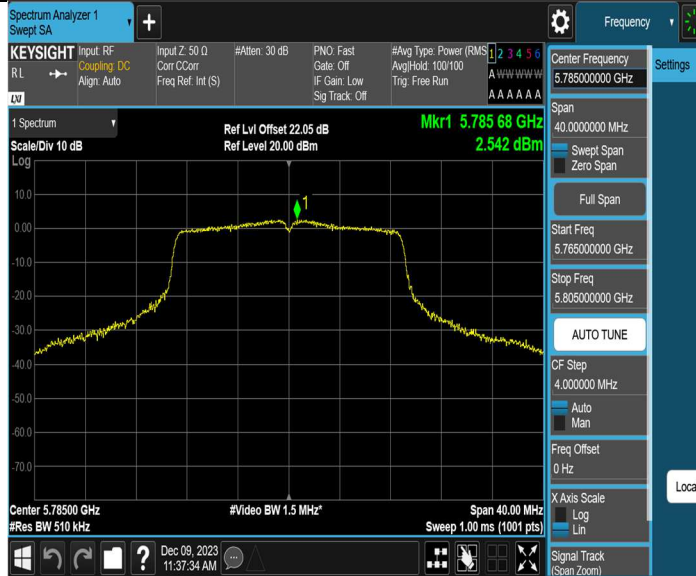 Spectrum Analyzer 1
Swept SA
Frequency
KEYSIGHT
RL
LXI
Input: RF
Coupling: DC
Align: Auto
Input Z: 50 Ω
Corr CCorr
Freq Ref: Int (S)
#Atten: 30 dB
PNO: Fast
Gate: Off
IF Gain: Low
Sig Track: Off
#Avg Type: Power (RMS
Avg|Hold: 100/100
Trig: Free Run
1 2 3 4 5 6
A W W W W W
A A A A A A
1 Spectrum
Scale/Div 10 dB
Ref Lvl Offset 22.05 dB
Ref Level 20.00 dBm
Mkr1 5.785 68 GHz
2.542 dBm
Log
10.0
0.00
-10.0
-20.0
-30.0
-40.0
-50.0
-60.0
-70.0
1
Center 5.78500 GHz
#Res BW 510 kHz
#Video BW 1.5 MHz*
Span 40.00 MHz
Sweep 1.00 ms (1001 pts)
Dec 09, 2023
11:37:34 AM
Center Frequency
5.785000000 GHz
Span
40.0000000 MHz
Swept Span
Zero Span
Full Span
Start Freq
5.765000000 GHz
Stop Freq
5.805000000 GHz
AUTO TUNE
CF Step
4.000000 MHz
Auto
Man
Freq Offset
0 Hz
X Axis Scale
Log
Lin
Signal Track
(Span Zoom)
Settings
Loca